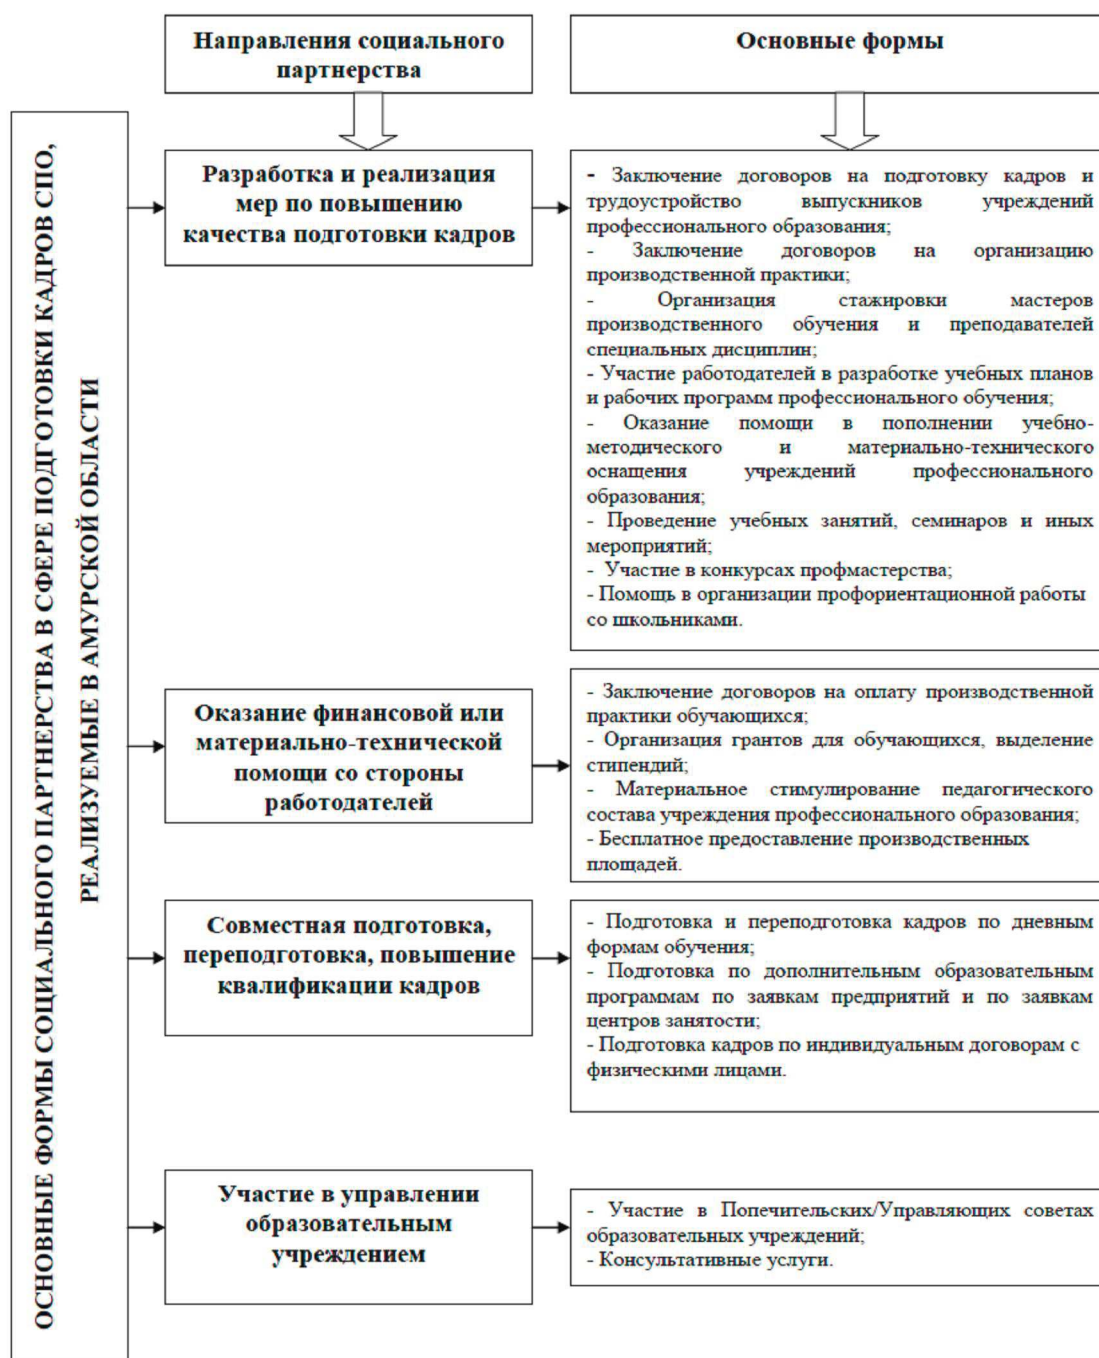 ОСНОВНЫЕ ФОРМЫ СОЦИАЛЬНОГО ПАРТНЕРСТВА В СФЕРЕ ПОДГОТОВКИ КАДРОВ СПО,
РЕАЛИЗУЕМЫЕ В АМУРСКОЙ ОБЛАСТИ
Направления социального
партнерства
Основные формы
Разработка и реализация
мер по повышению
качества подготовки кадров
- Заключение договоров на подготовку кадров и
трудоустройство выпускников учреждений
профессионального образования;
- Заключение договоров на организацию
производственной практики;
- Организация стажировки мастеров
производственного обучения и преподавателей
специальных дисциплин;
- Участие работодателей в разработке учебных планов
и рабочих программ профессионального обучения;
- Оказание помощи в пополнении учебно-
методического и материально-технического
оснащения учреждений профессионального
образования;
- Проведение учебных занятий, семинаров и иных
мероприятий;
- Участие в конкурсах профмастерства;
- Помощь в организации профориентационной работы
со школьниками.
Оказание финансовой или
материально-технической
помощи со стороны
работодателей
- Заключение договоров на оплату производственной
практики обучающихся;
- Организация грантов для обучающихся, выделение
стипендий;
- Материальное стимулирование педагогического
состава учреждения профессионального образования;
- Бесплатное предоставление производственных
площадей.
Совместная подготовка,
переподготовка, повышение
квалификации кадров
- Подготовка и переподготовка кадров по дневным
формам обучения;
- Подготовка по дополнительным образовательным
программам по заявкам предприятий и по заявкам
центров занятости;
- Подготовка кадров по индивидуальным договорам с
физическими лицами.
Участие в управлении
образовательным
учреждением
- Участие в Попечительских/Управляющих советах
образовательных учреждений;
- Консультативные услуги.